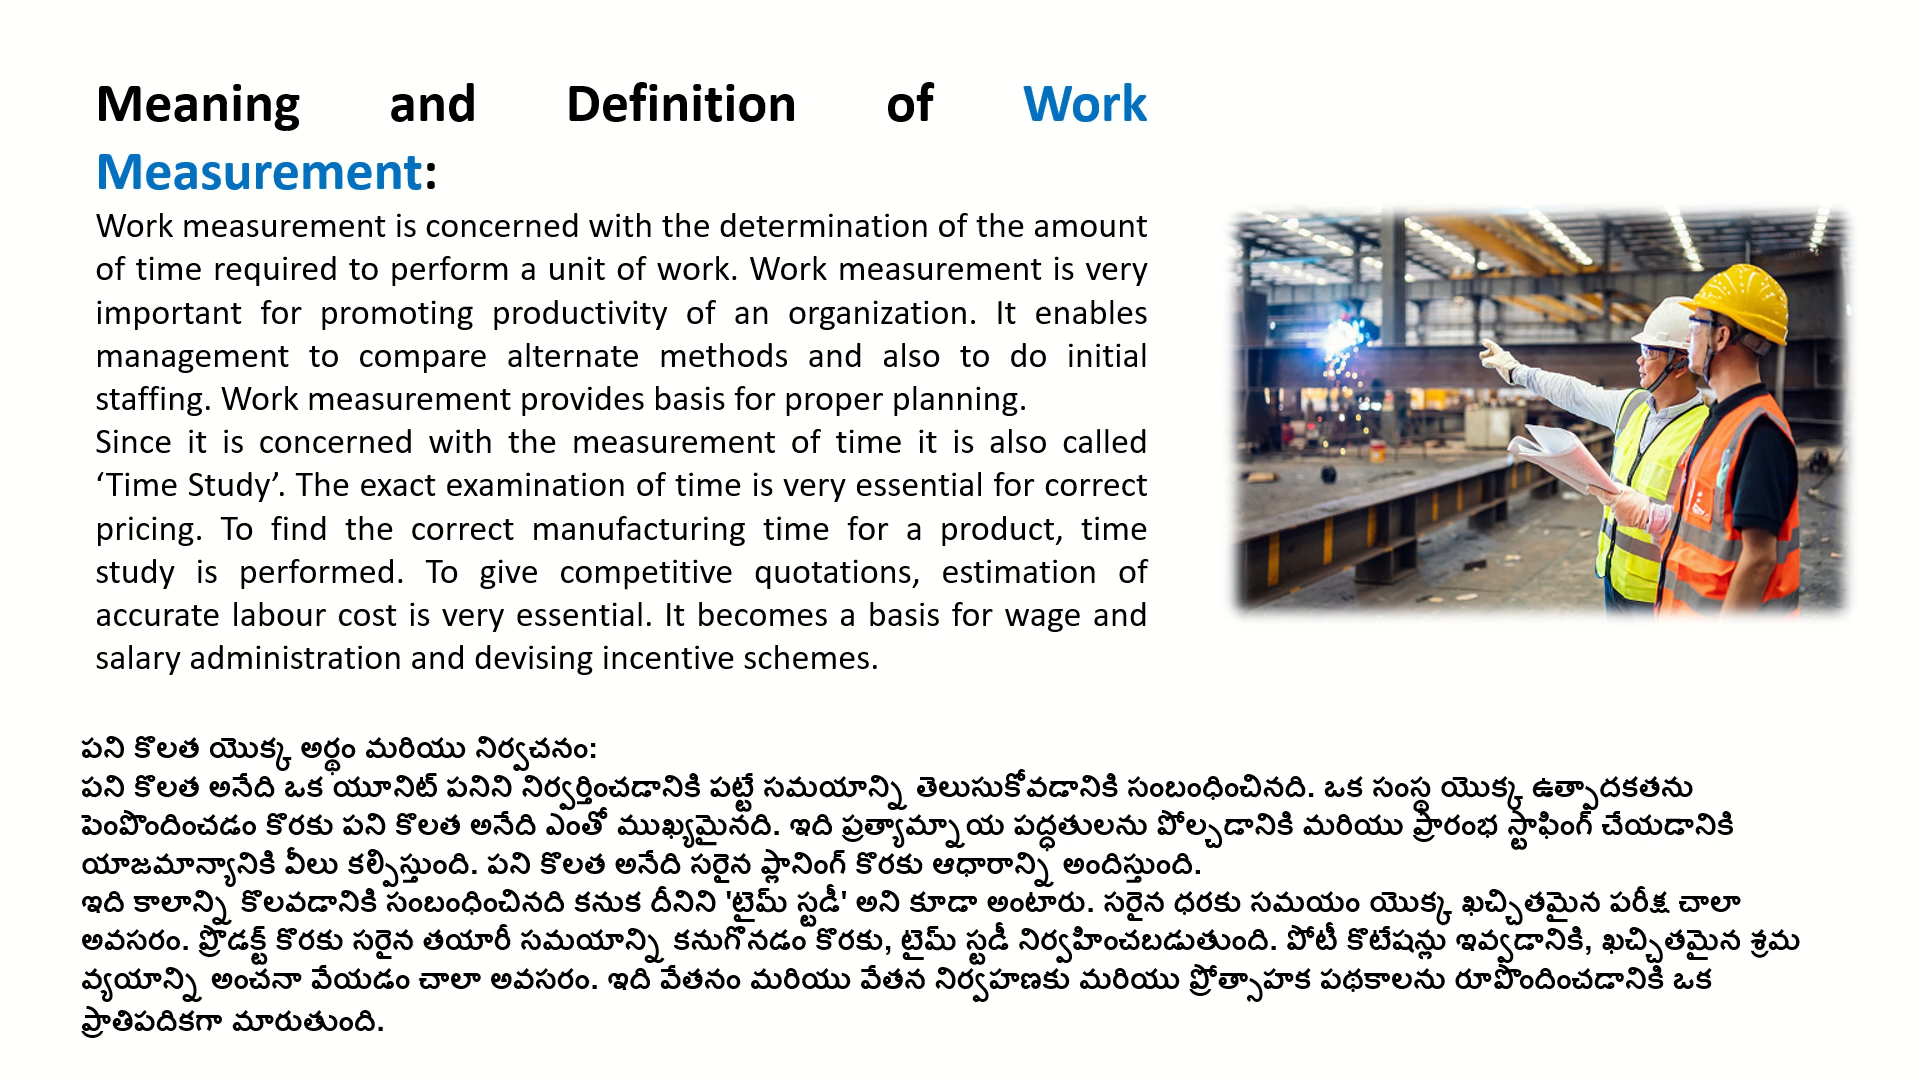 Meaning and Definition of Work
Measurement:
Work measurement is concerned with the determination of the amount
of time required to perform a unit of work. Work measurement is very
important for promoting productivity of an organization. It enables
management to compare alternate methods and also to do initial
staffing. Work measurement provides basis for proper planning.
Since it is concerned with the measurement of time it is also called
‘Time Study’. The exact examination of time is very essential for correct
pricing. To find the correct manufacturing time for a product, time
study is performed. To give competitive quotations, estimation of
accurate labour cost is very essential. It becomes a basis for wage and
salary administration and devising incentive schemes.
పని కొలత యొక్క అర్థం మరియు నిర్వచనం:
పని కొలత అనేది ఒక యూనిట్ పనిని నిర్వర్తించడానికి పట్టే సమయాన్ని తెలుసుకోవడానికి సంబంధించినది. ఒక సంస్థ యొక్క ఉత్పాదకతను
పెంపొందించడం కొరకు పని కొలత అనేది ఎంతో ముఖ్యమైనది. ఇది ప్రత్యామ్నాయ పద్ధతులను పోల్చడానికి మరియు ప్రారంభ స్టాఫింగ్ చేయడానికి
యాజమాన్యానికి వీలు కల్పిస్తుంది. పని కొలత అనేది సరైన ప్లానింగ్ కొరకు ఆధారాన్ని అందిస్తుంది.
ఇది కాలాన్ని కొలవడానికి సంబంధించినది కనుక దీనిని 'టైమ్ స్టడీ' అని కూడా అంటారు. సరైన ధరకు సమయం యొక్క ఖచ్చితమైన పరీక్ష చాలా
అవసరం. ప్రొడక్ట్ కొరకు సరైన తయారీ సమయాన్ని కనుగొనడం కొరకు, టైమ్ స్టడీ నిర్వహించబడుతుంది. పోటీ కొటేషన్లు ఇవ్వడానికి, ఖచ్చితమైన శ్రమ
వ్యయాన్ని అంచనా వేయడం చాలా అవసరం. ఇది వేతనం మరియు వేతన నిర్వహణకు మరియు ప్రోత్సాహక పథకాలను రూపొందించడానికి ఒక
ప్రాతిపదికగా మారుతుంది.